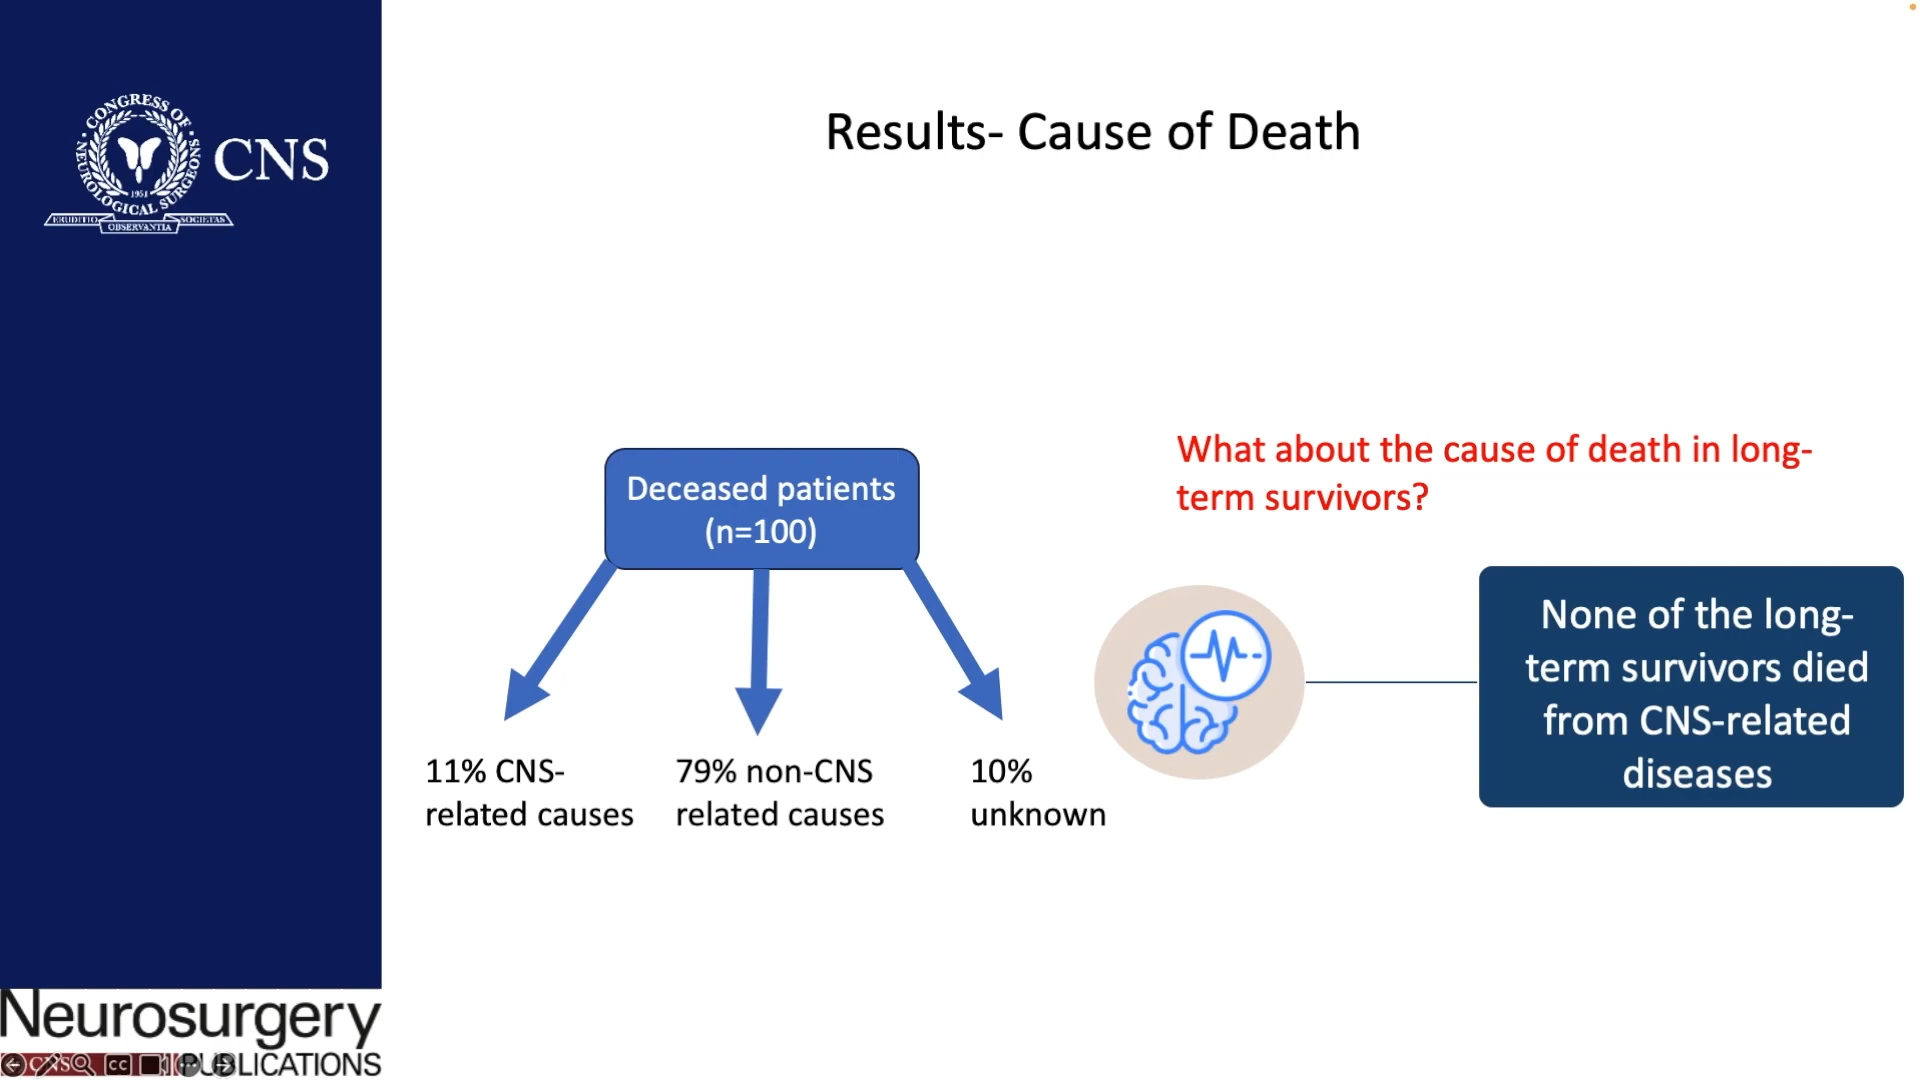 CONGRESS OF NEUROLOGICAL SURGEONS
1951
ERUDITIO OBSERVANTIA SOCIETAS
CNS
Results- Cause of Death
Deceased patients
(n=100)
11% CNS-
related causes
79% non-CNS
related causes
10%
unknown
What about the cause of death in long-
term survivors?
None of the long-
term survivors died
from CNS-related
diseases
Neurosurgery
CNS
cc
PUBLICATIONS